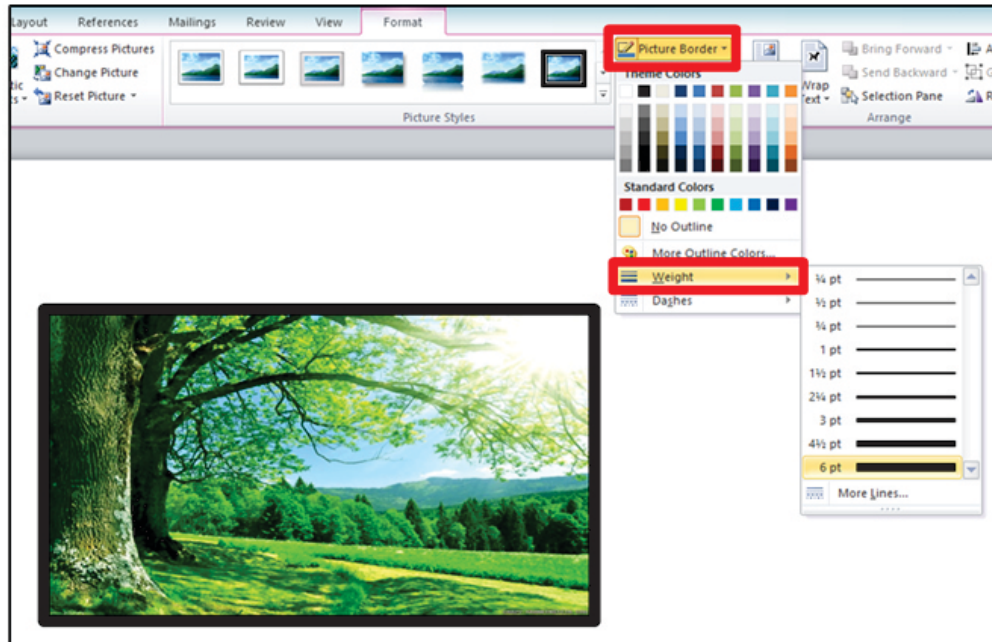 Layout References Mailings Review View Format
Compress Pictures
Change Picture
Reset Picture
Picture Styles
Picture Border
Theme Colors
Standard Colors
No Outline
More Outline Colors...
Weight
Dashes
Wrap
Text
Bring Forward
Send Backward
Selection Pane
Arrange
¼ pt
½ pt
¾ pt
1 pt
1½ pt
2¼ pt
3 pt
4½ pt
6 pt
More Lines...